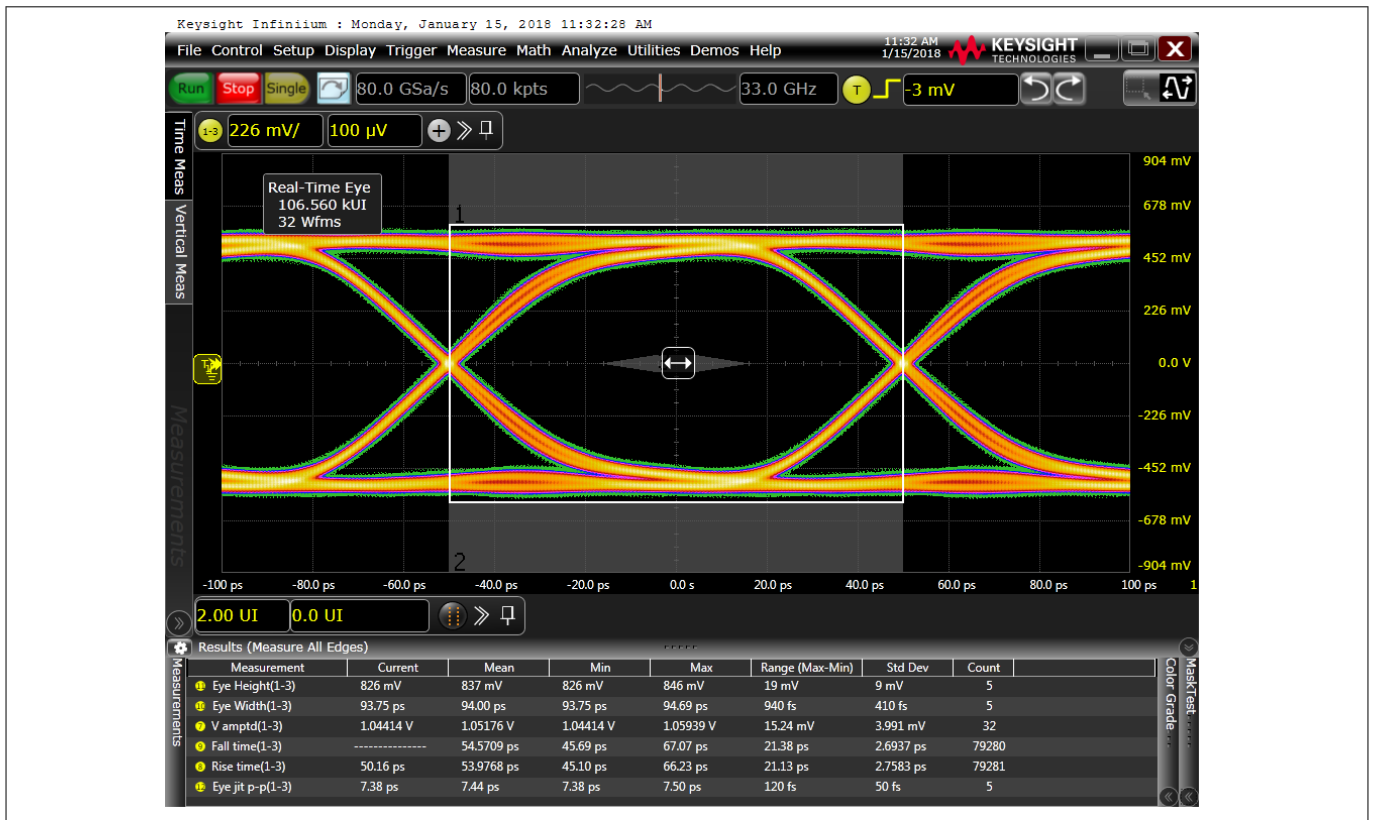 Keysight Infiniium : Monday, January 15, 2018 11:32:28 AM
File Control Setup Display Trigger Measure Math Analyze Utilities Demos Help
11:32 AM
1/15/2018
KEYSIGHT
TECHNOLOGIES
Run Stop Single 80.0 GSa/s 80.0 kpts 33.0 GHz T -3 mV
1-3 226 mV/ 100 µV
Time Meas
Vertical Meas
Measurements
Real-Time Eye
106.560 kUI
32 Wfms
1
2
904 mV
678 mV
452 mV
226 mV
0.0 V
-226 mV
-452 mV
-678 mV
-904 mV
-100 ps -80.0 ps -60.0 ps -40.0 ps -20.0 ps 0.0 s 20.0 ps 40.0 ps 60.0 ps 80.0 ps 100 ps 1
2.00 UI 0.0 UI
Results (Measure All Edges)
Measurement Current Mean Min Max Range (Max-Min) Std Dev Count
11 Eye Height(1-3) 826 mV 837 mV 826 mV 846 mV 19 mV 9 mV 5
10 Eye Width(1-3) 93.75 ps 94.00 ps 93.75 ps 94.69 ps 940 fs 410 fs 5
7 V amptd(1-3) 1.04414 V 1.05176 V 1.04414 V 1.05939 V 15.24 mV 3.991 mV 32
9 Fall time(1-3) --------------- 54.5709 ps 45.69 ps 67.07 ps 21.38 ps 2.6937 ps 79280
8 Rise time(1-3) 50.16 ps 53.9768 ps 45.10 ps 66.23 ps 21.13 ps 2.7583 ps 79281
12 Eye jit p-p(1-3) 7.38 ps 7.44 ps 7.38 ps 7.50 ps 120 fs 50 fs 5
Measurements
Color Grade
MaskTest